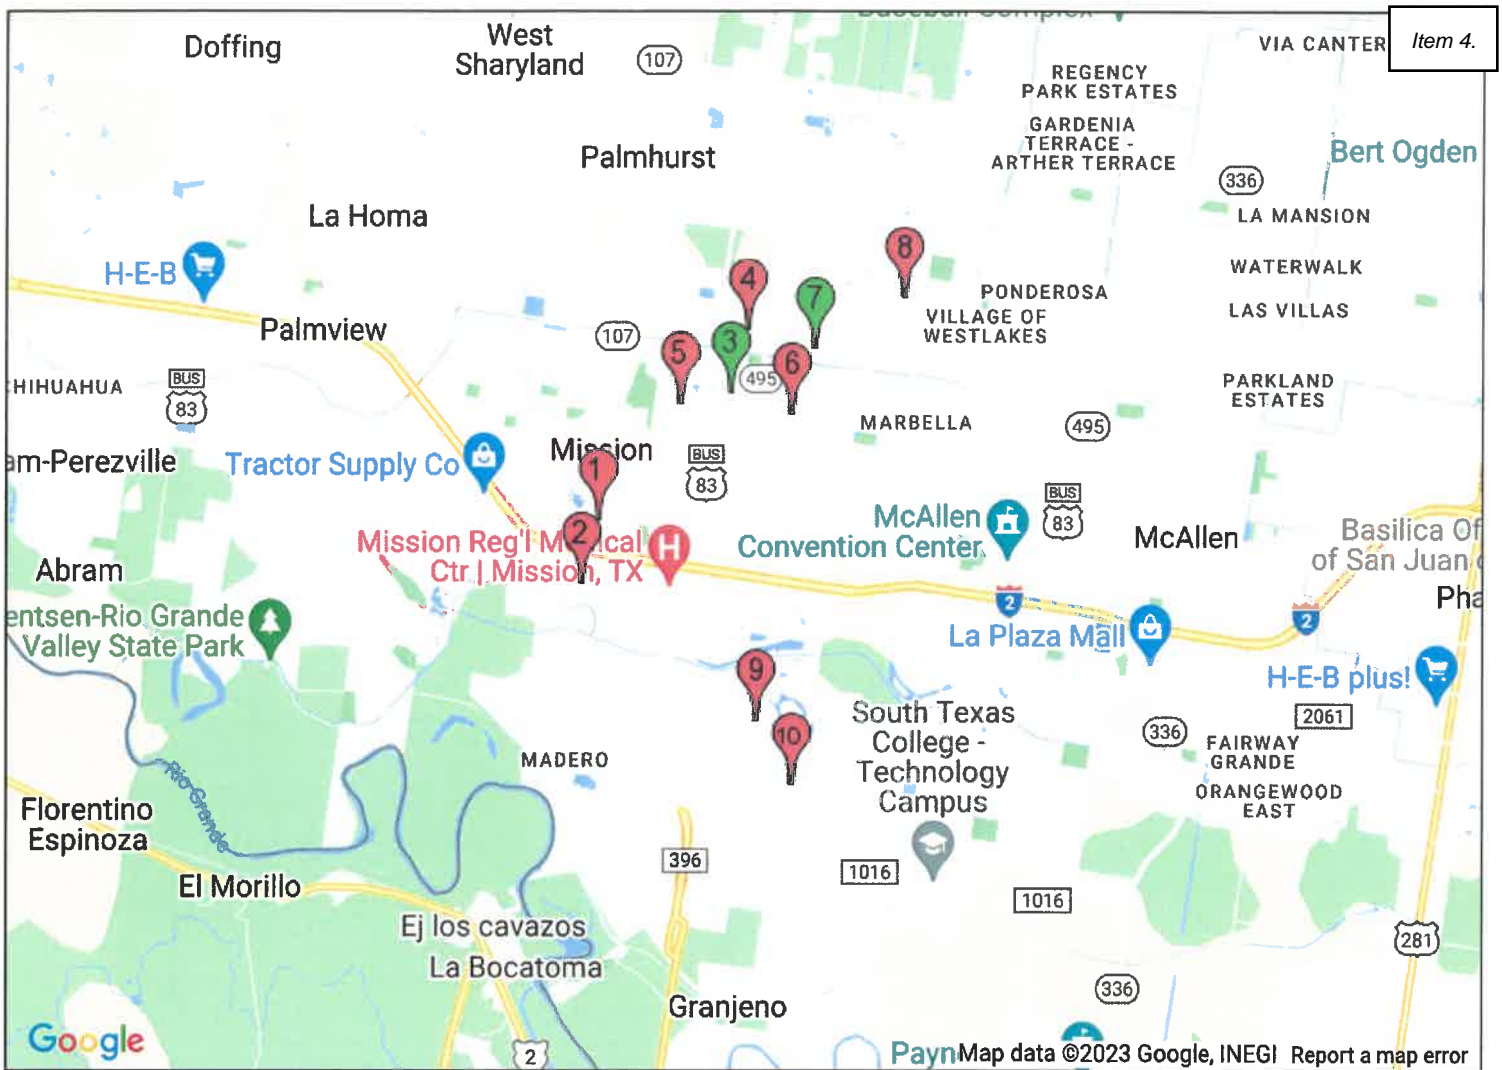 Item 4.
Doffing
West
Sharyland
107
VIA CANTER
REGENCY
PARK ESTATES
GARDENIA
TERRACE -
ARTHER TERRACE
Palmhurst
Bert Ogden
336
La Homa
LA MANSION
8
H-E-B
4
7
WATERWALK
PONDEROSA
LAS VILLAS
VILLAGE OF
WESTLAKES
Palmview
107
5
3
6
495
HIHUAHUA
BUS
83
PARKLAND
ESTATES
MARBELLA
495
am-Perezville
Tractor Supply Co
Mission
1
BUS
83
BUS
83
McAllen
Convention Center
McAllen
Basilica Of
of San Juan
2
Mission Reg'l M ical
Ctr | Mission, TX
H
Abram
2
2
Pha
entsen-Rio Grande
Valley State Park
La Plaza Mall
9
H-E-B plus!
10
South Texas
College -
Technology
Campus
2061
336
FAIRWAY
GRANDE
MADERO
ORANGEWOOD
EAST
Rio Grande
Florentino
Espinoza
396
1016
El Morillo
1016
Ej los cavazos
281
La Bocatoma
336
Granjeno
Google
2
Payn
Map data ©2023 Google, INEGI Report a map error